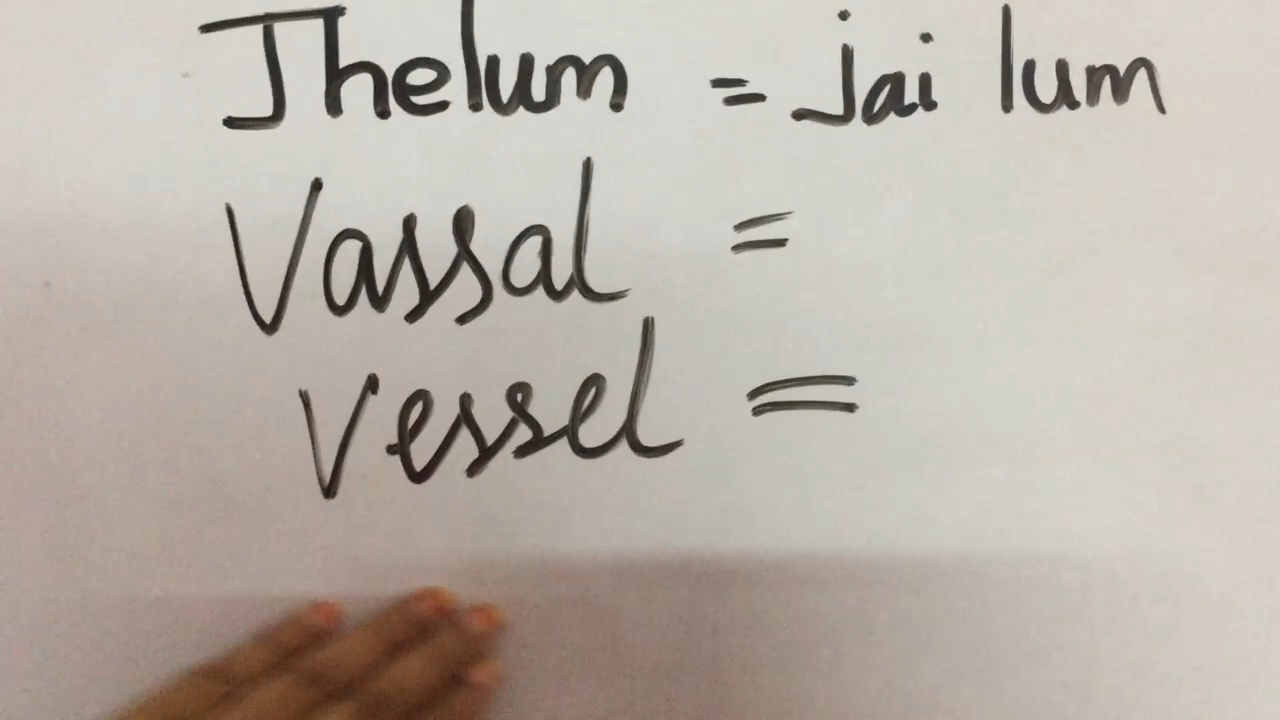 Jhelum = jai lum
Vassal =
Vessel =